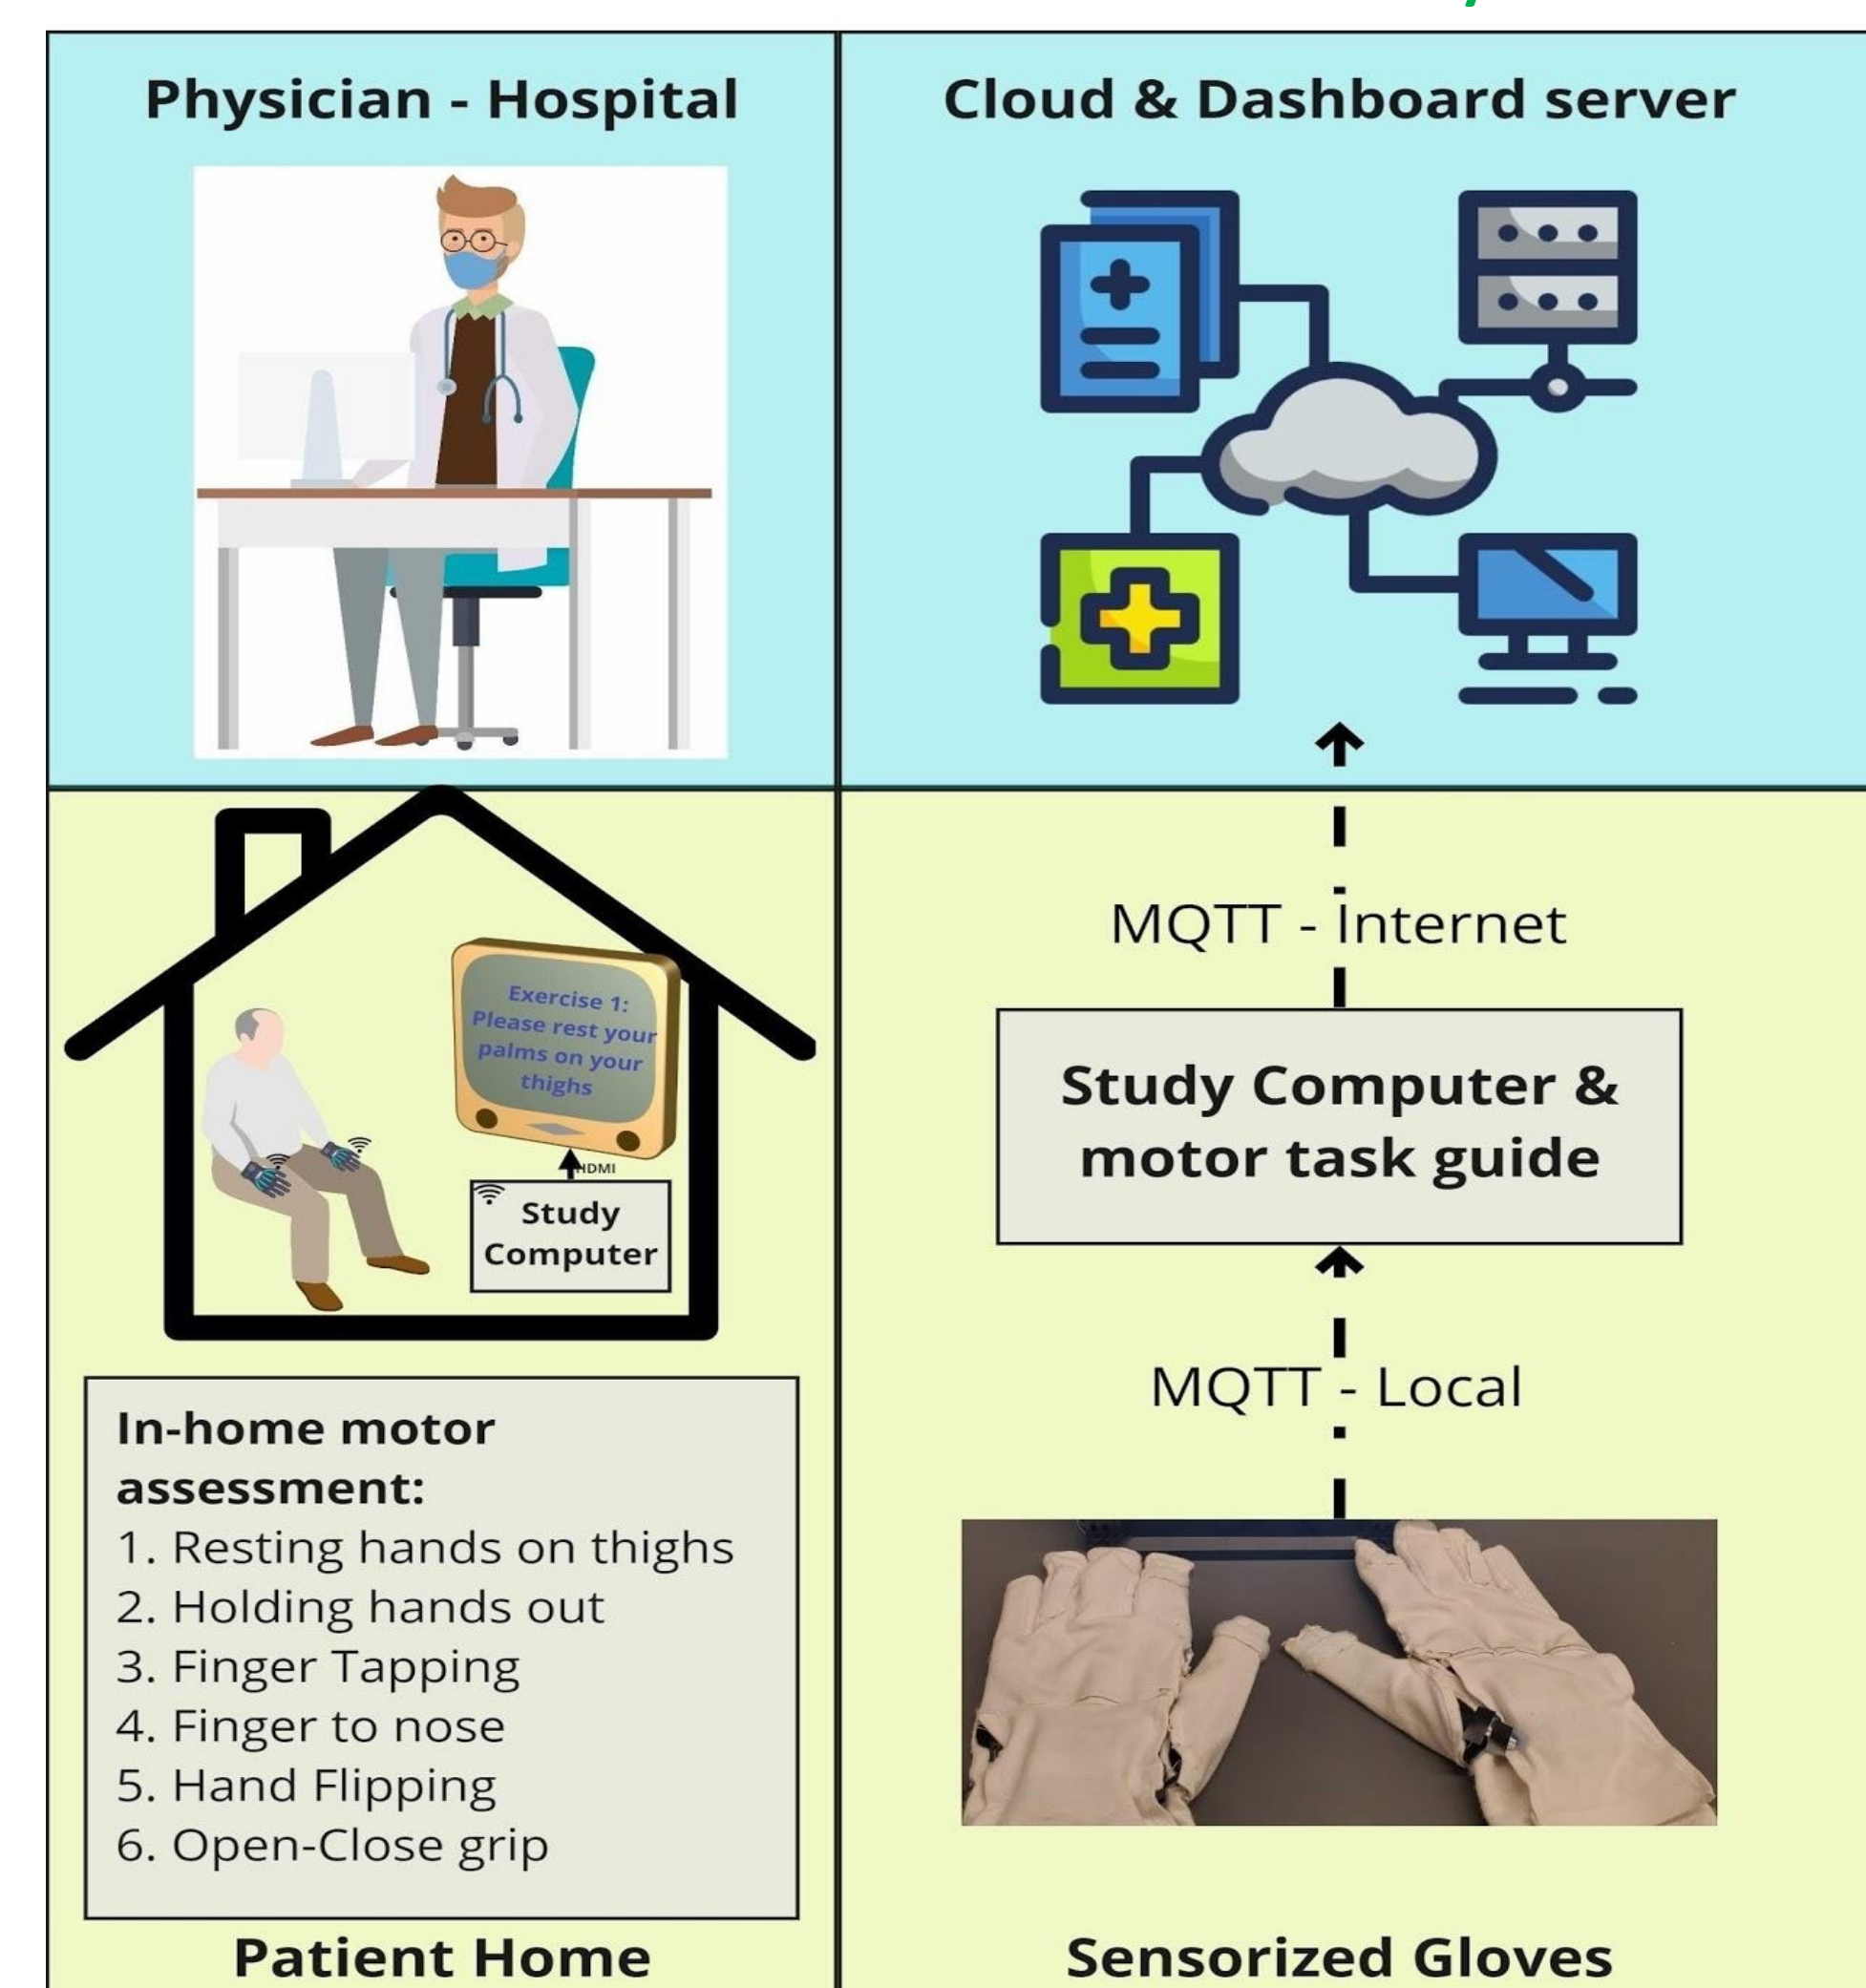 Physician - Hospital
Cloud & Dashboard server
Exercise 1:
Please rest your
palms on your
thighs
HDMI
Study
Computer
In-home motor
assessment:
1. Resting hands on thighs
2. Holding hands out
3. Finger Tapping
4. Finger to nose
5. Hand Flipping
6. Open-Close grip
Patient Home
MQTT - Internet
Study Computer &
motor task guide
MQTT - Local
Sensorized Gloves